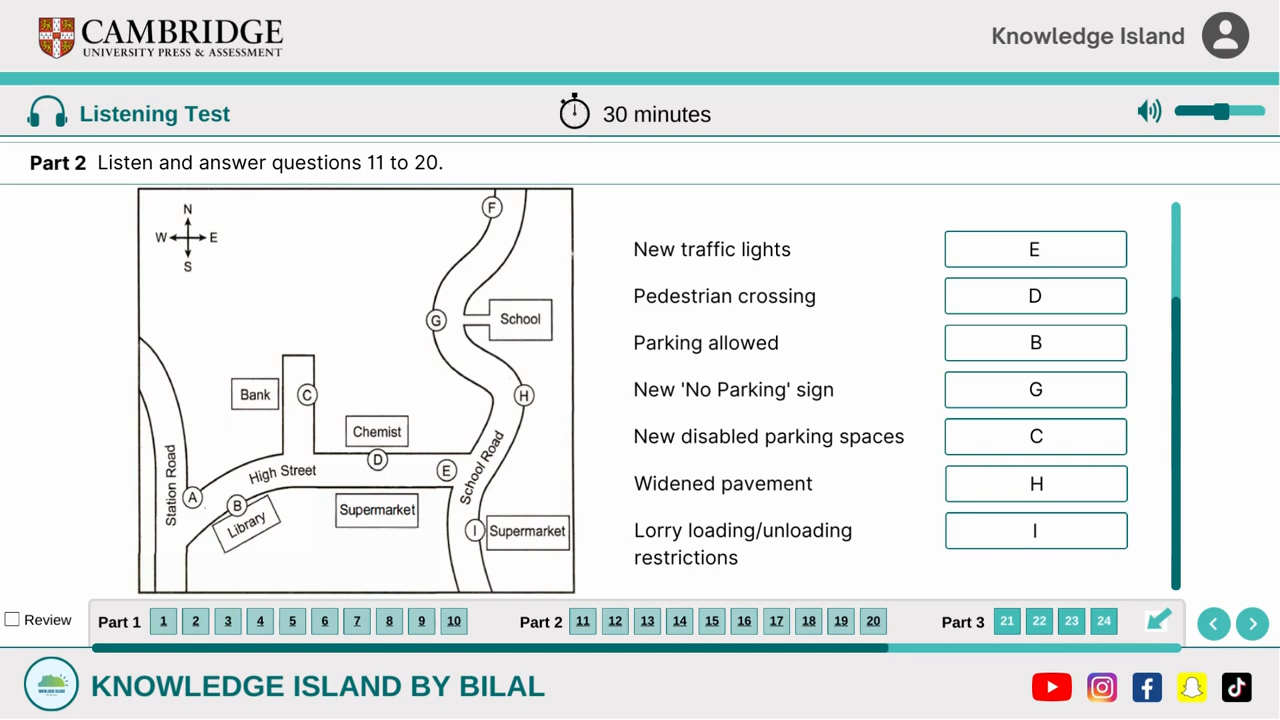 CAMBRIDGE
UNIVERSITY PRESS & ASSESSMENT
Knowledge Island
Listening Test
30 minutes
Part 2 Listen and answer questions 11 to 20.
N
W E
S
F
G
School
Bank
C
H
Chemist
D
High Street
E
School Road
Station Road
A
B
Library
Supermarket
I
Supermarket
New traffic lights E
Pedestrian crossing D
Parking allowed B
New 'No Parking' sign G
New disabled parking spaces C
Widened pavement H
Lorry loading/unloading I
restrictions
Review
Part 1 1 2 3 4 5 6 7 8 9 10 Part 2 11 12 13 14 15 16 17 18 19 20 Part 3 21 22 23 24
KNOWLEDGE ISLAND BY BILAL